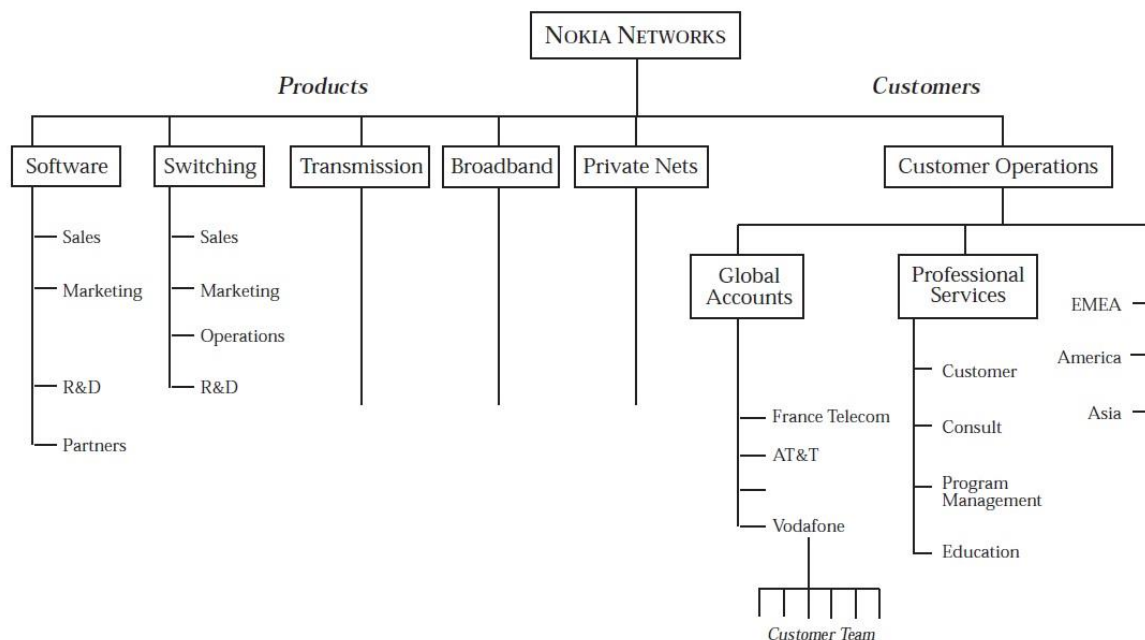 NOKIA NETWORKS
Products
Customers
Software
Switching
Transmission
Broadband
Private Nets
Customer Operations
Sales
Marketing
R&D
Partners
Sales
Marketing
Operations
R&D
Global
Accounts
France Telecom
AT&T
Vodafone
Customer Team
Professional
Services
Customer
Consult
Program
Management
Education
EMEA
America
Asia